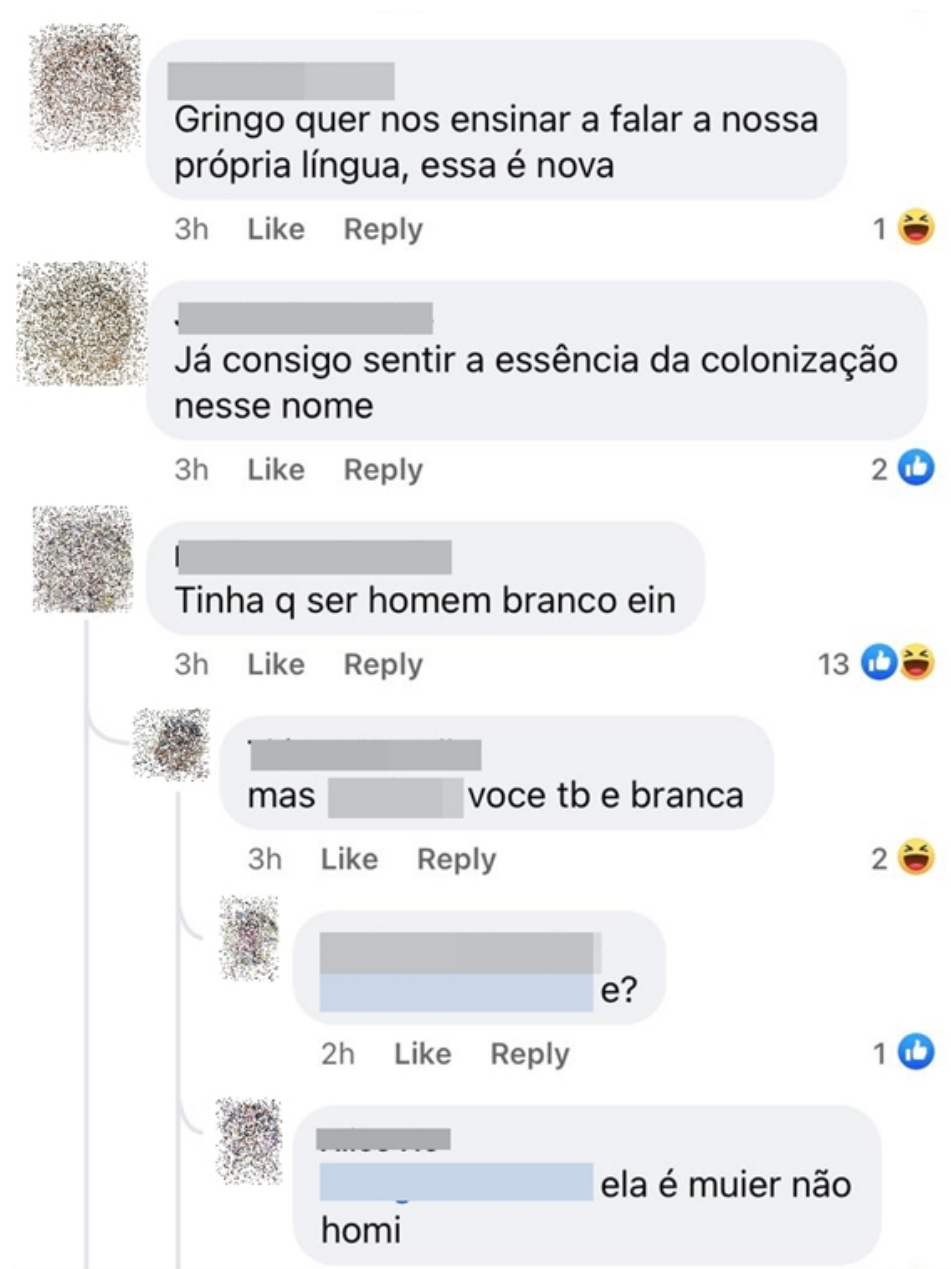 Gringo quer nos ensinar a falar a nossa
própria língua, essa é nova
3h Like Reply 1
Já consigo sentir a essência da colonização
nesse nome
3h Like Reply 2
Tinha q ser homem branco ein
3h Like Reply 13
mas voce tb e branca
3h Like Reply 2
e?
2h Like Reply 1
ela é muier não
homi